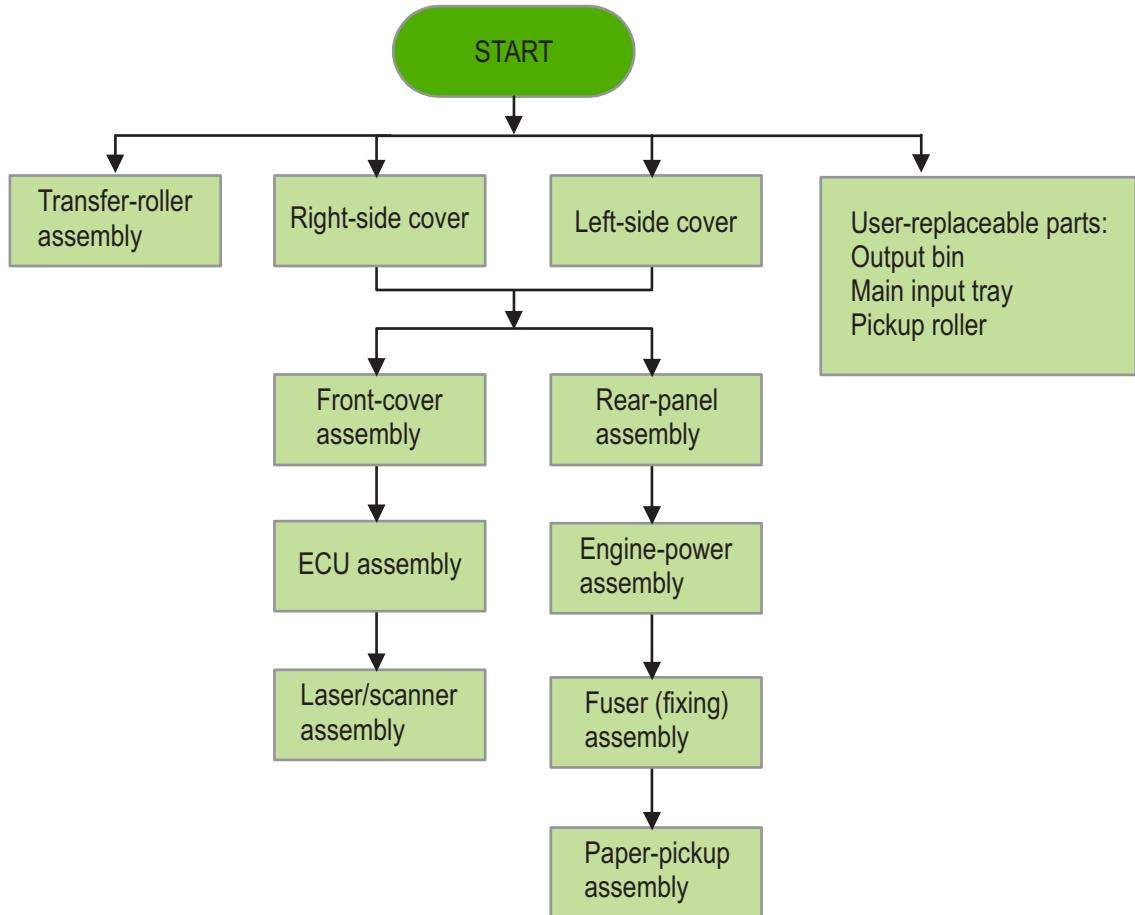 START
Transfer-roller
assembly
Right-side cover
Left-side cover
User-replaceable parts:
Output bin
Main input tray
Pickup roller
Front-cover
assembly
Rear-panel
assembly
ECU assembly
Engine-power
assembly
Laser/scanner
assembly
Fuser (fixing)
assembly
Paper-pickup
assembly